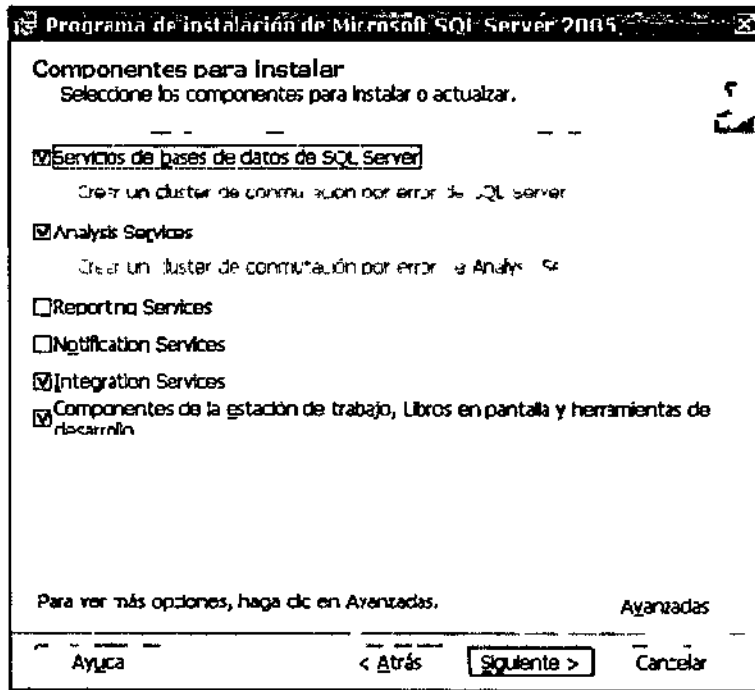 Programa de instalación de Microsoft SQL Server 2005
Componentes para instalar
Seleccione los componentes para instalar o actualizar.
Servicios de bases de datos de SQL Server
Crear un cluster de conmutación por error de SQL Server
Analysis Services
Crear un cluster de conmutación por error de Analysis
Reporting Services
Notification Services
Integration Services
Componentes de la estación de trabajo, Libros en pantalla y herramientas de
desarrollo
Para ver más opciones, haga clic en Avanzadas.
Avanzadas
Ayuda
< Atrás
Siguiente >
Cancelar